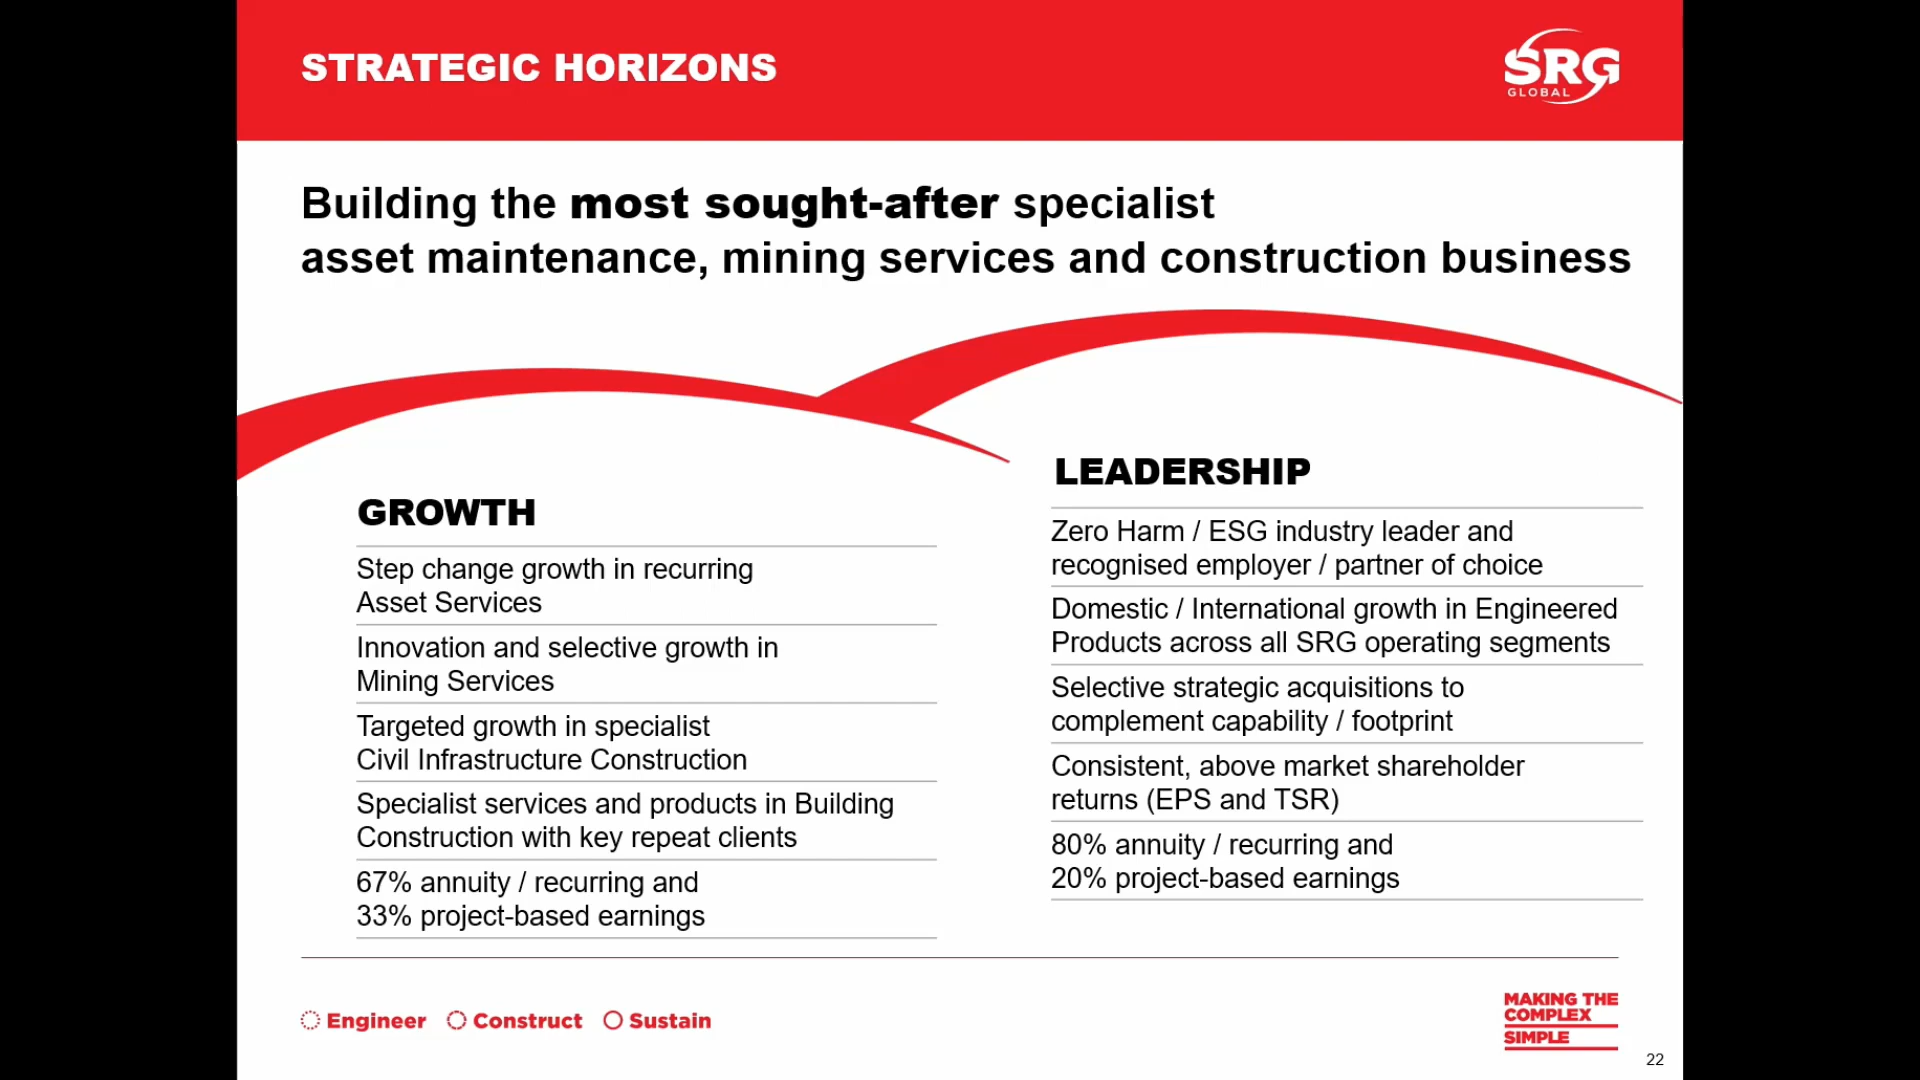 STRATEGIC HORIZONS
SRG
GLOBAL
Building the most sought-after specialist
asset maintenance, mining services and construction business
GROWTH
Step change growth in recurring
Asset Services
Innovation and selective growth in
Mining Services
Targeted growth in specialist
Civil Infrastructure Construction
Specialist services and products in Building
Construction with key repeat clients
67% annuity / recurring and
33% project-based earnings
LEADERSHIP
Zero Harm / ESG industry leader and
recognised employer / partner of choice
Domestic / International growth in Engineered
Products across all SRG operating segments
Selective strategic acquisitions to
complement capability / footprint
Consistent, above market shareholder
returns (EPS and TSR)
80% annuity / recurring and
20% project-based earnings
Engineer Construct Sustain
MAKING THE
COMPLEX
SIMPLE
22